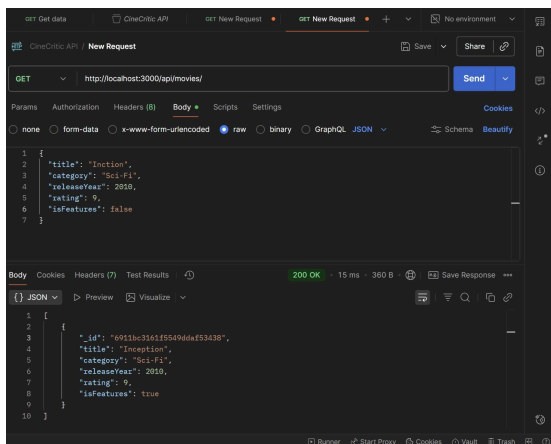 GET Get data CineCritic API GET New Request GET New Request No environment
CineCritic API / New Request Save Share
GET http://localhost:3000/api/movies/ Send
Params Authorization Headers (8) Body Scripts Settings Cookies
none form-data x-www-form-urlencoded raw binary GraphQL JSON Schema Beautify
1 {
2 "title": "Inction",
3 "category": "Sci-Fi",
4 "releaseYear": 2010,
5 "rating": 9,
6 "isFeatures": false
7 }
Body Cookies Headers (7) Test Results 200 OK 15 ms 360 B Save Response
{} JSON Preview Visualize
1 [
2 {
3 "_id": "6911bc3161f5549ddaf53438",
4 "title": "Inception",
5 "category": "Sci-Fi",
6 "releaseYear": 2010,
7 "rating": 9,
8 "isFeatures": true
9 }
10 ]
Runner Start Proxy Cookies Vault Trash